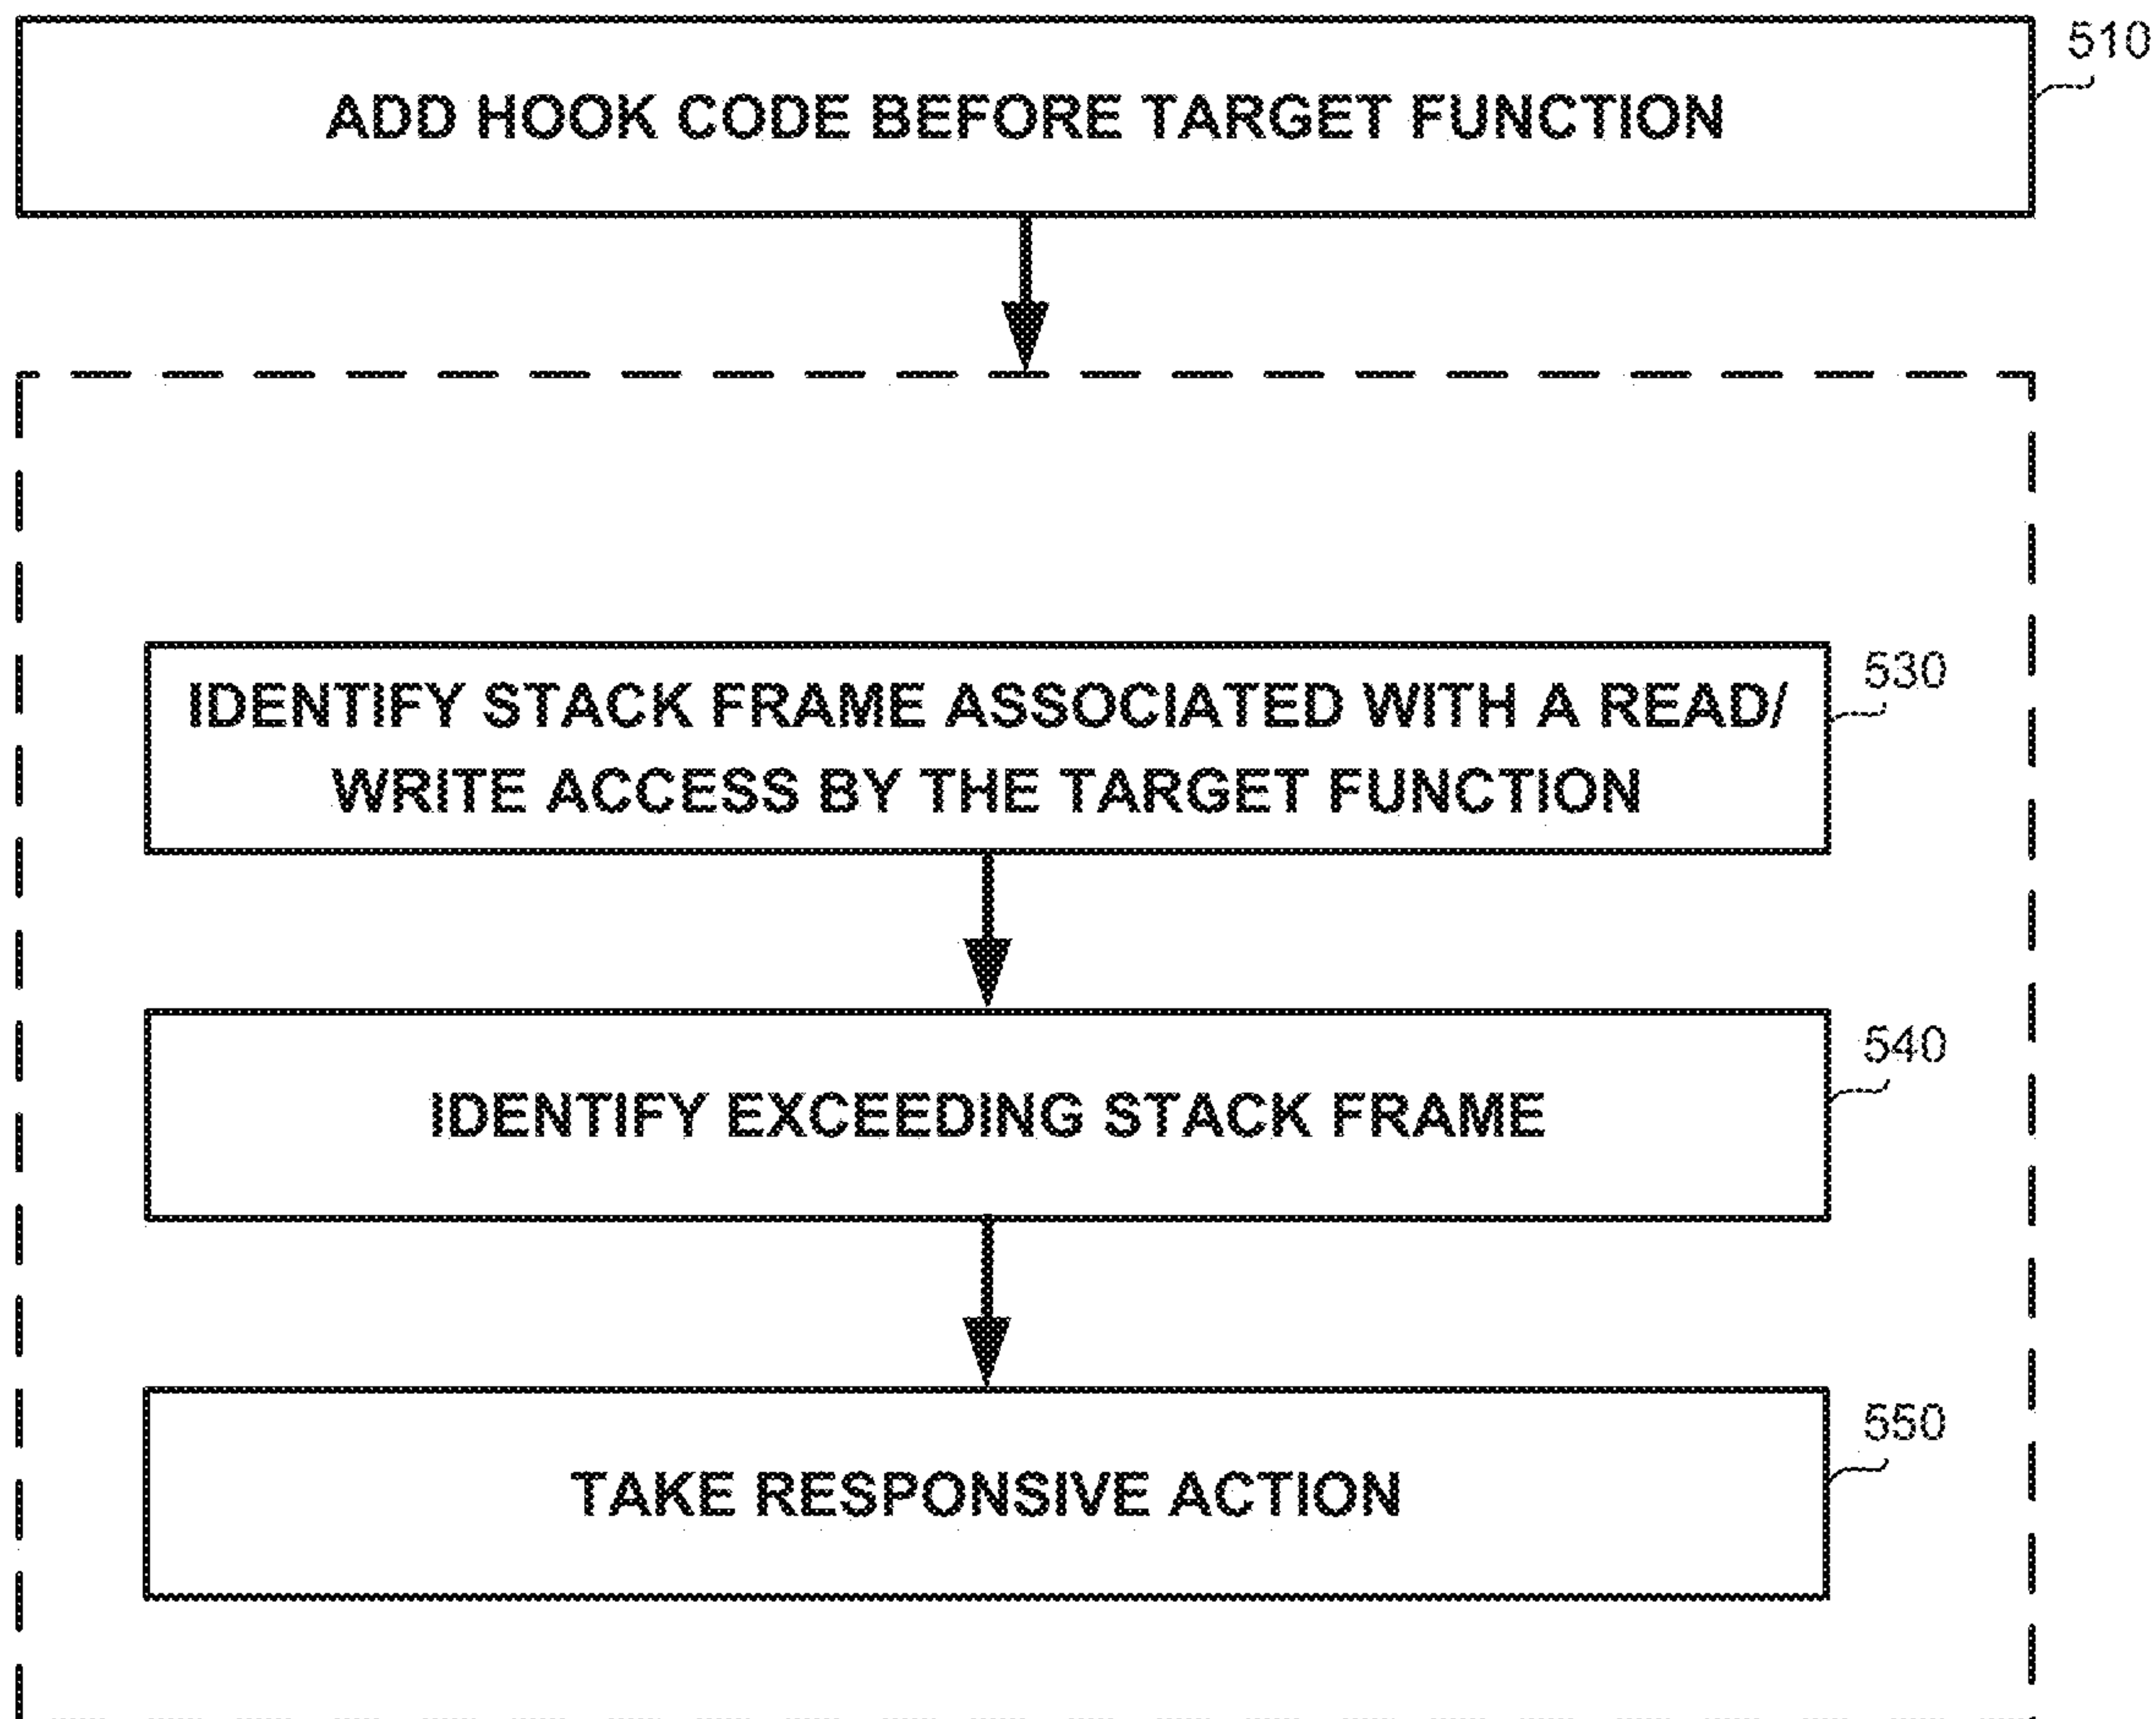 510
ADD HOOK CODE BEFORE TARGET FUNCTION
530
IDENTIFY STACK FRAME ASSOCIATED WITH A READ/
WRITE ACCESS BY THE TARGET FUNCTION
540
IDENTIFY EXCEEDING STACK FRAME
550
TAKE RESPONSIVE ACTION